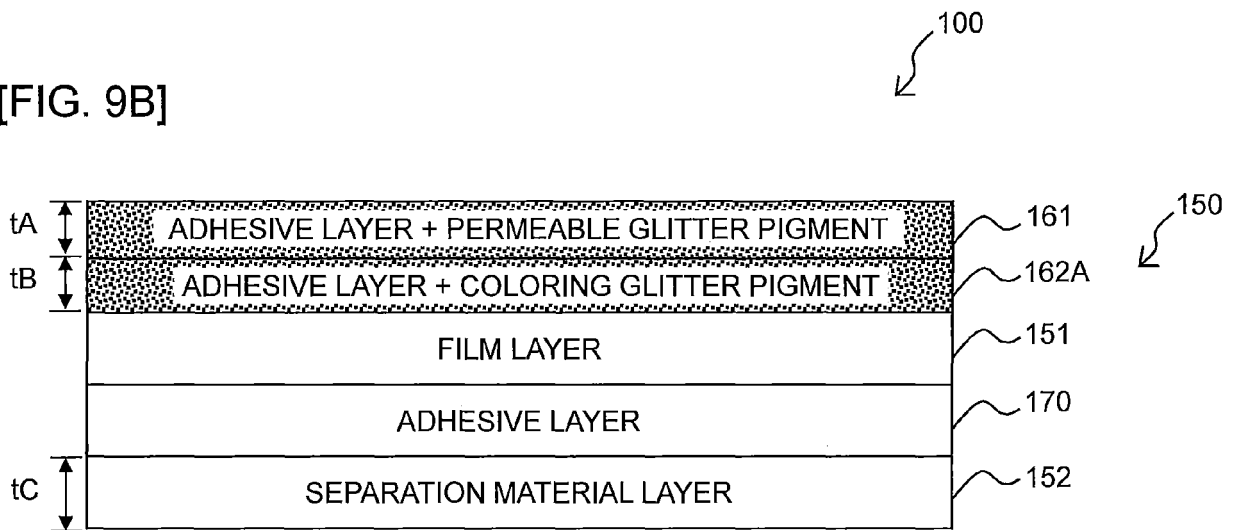 100
[FIG. 9B]
tA ADHESIVE LAYER + PERMEABLE GLITTER PIGMENT 161 150
tB ADHESIVE LAYER + COLORING GLITTER PIGMENT 162A
FILM LAYER 151
ADHESIVE LAYER 170
tC SEPARATION MATERIAL LAYER 152